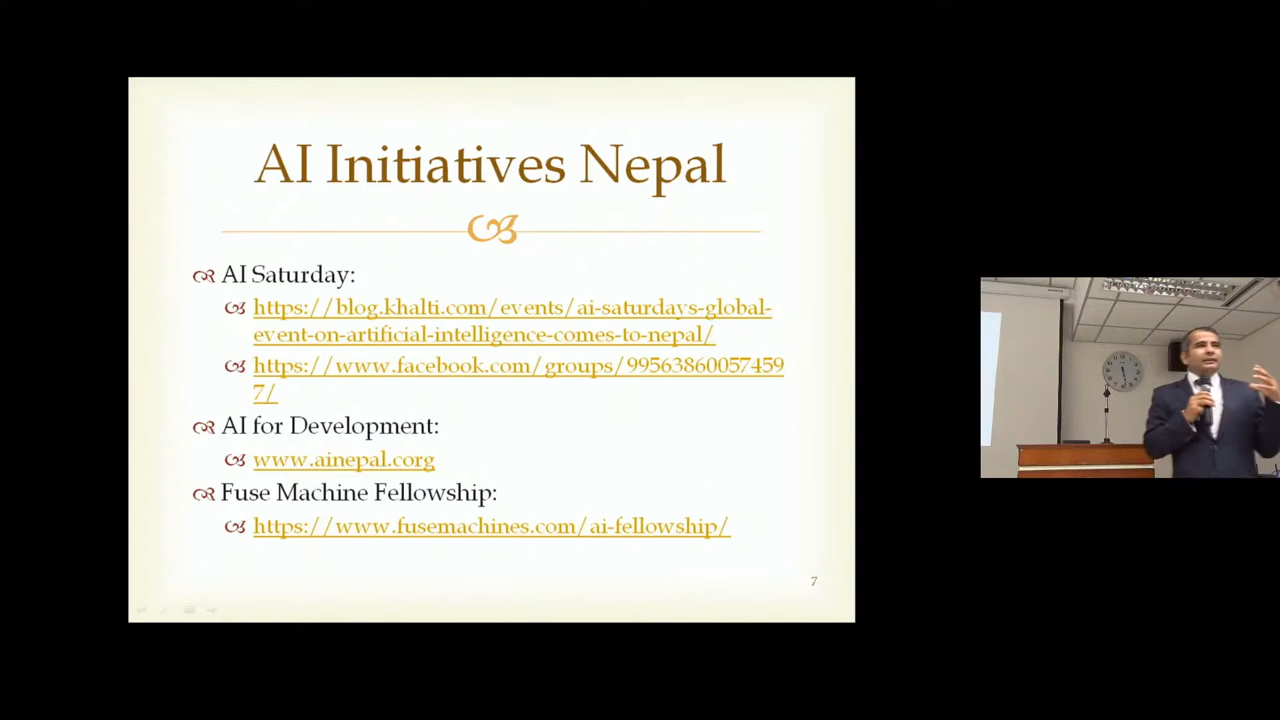 AI Initiatives Nepal
AI Saturday:
https://blog.khalti.com/events/ai-saturdays-global-
event-on-artificial-intelligence-comes-to-nepal/
https://www.facebook.com/groups/99563860057459
7/
AI for Development:
www.ainepal.corg
Fuse Machine Fellowship:
https://www.fusemachines.com/ai-fellowship/
7